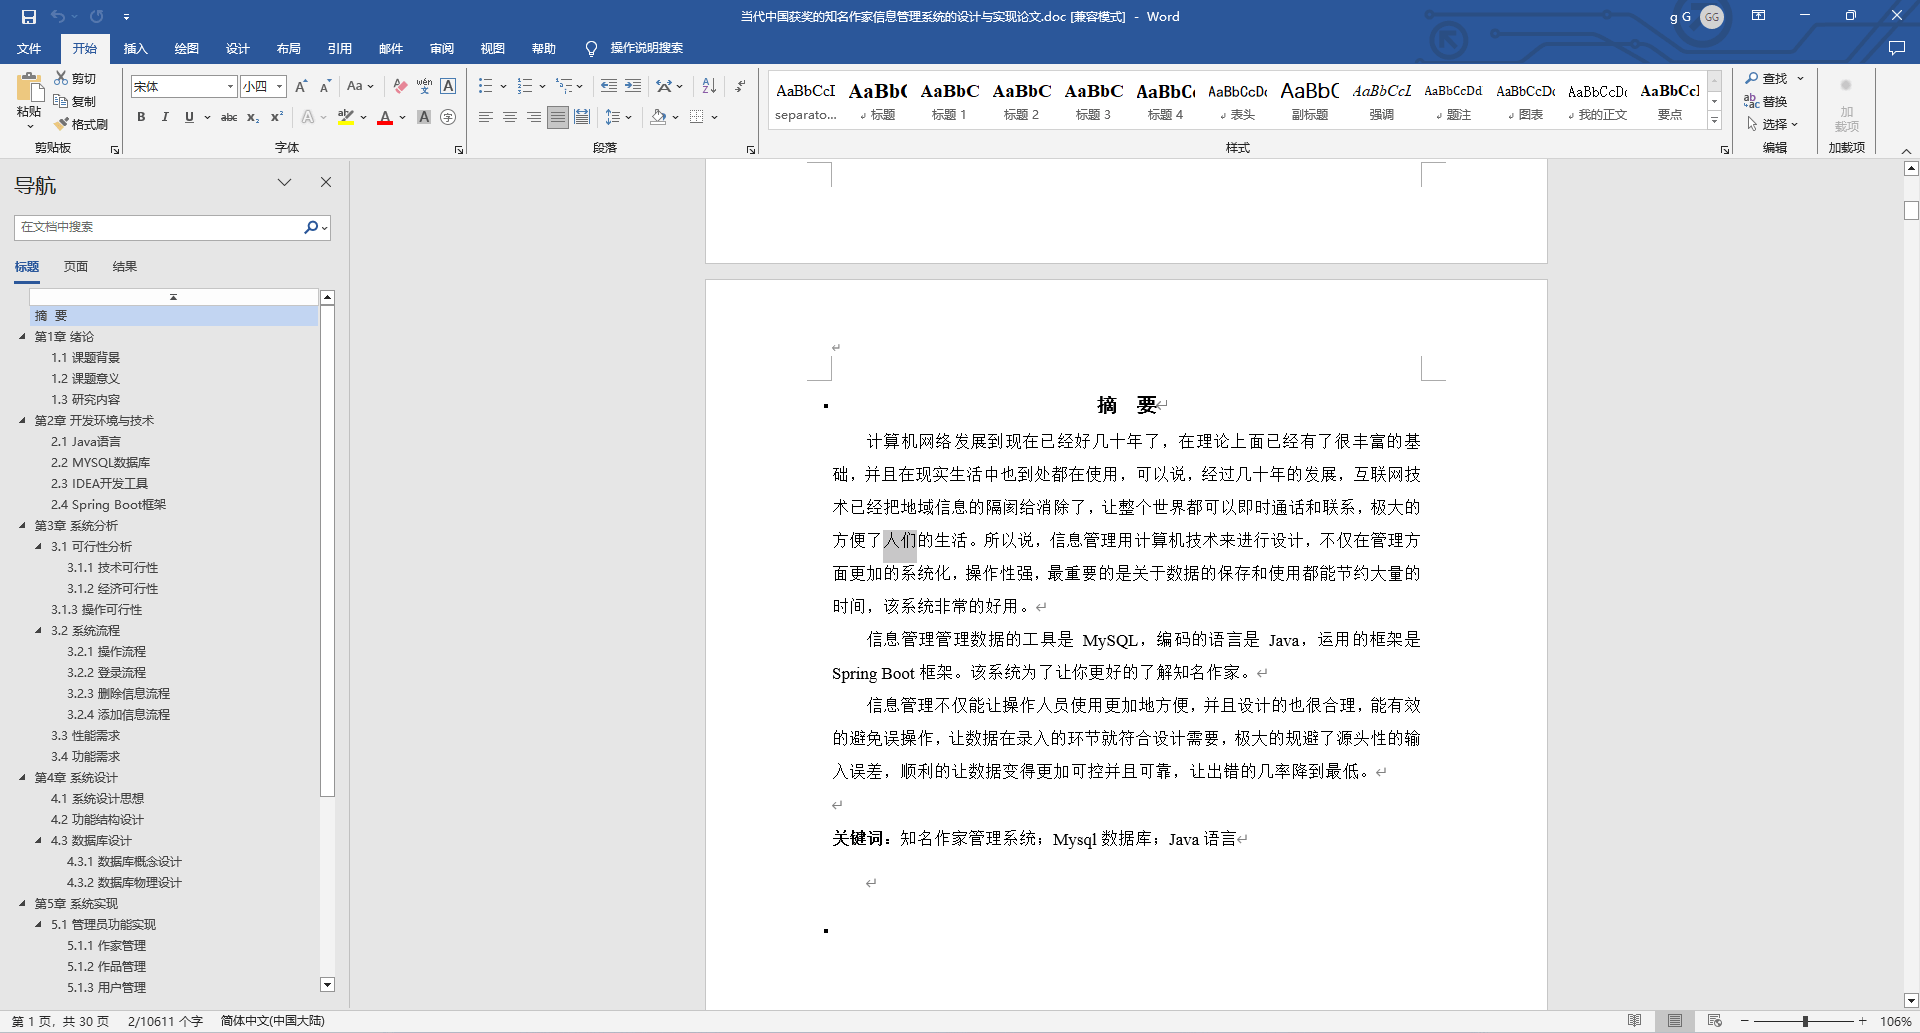 当代中国获奖的知名作家信息管理系统的设计与实现论文.doc [兼容模式] - Word
g G GG
文件 开始 插入 绘图 设计 布局 引用 邮件 审阅 视图 帮助 操作说明搜索
粘贴 剪切 复制 格式刷
剪贴板
宋体 小四
字体
段落
AaBbCcI AaBb( AaBbC AaBbC AaBbC AaBbC( AaBbCcDc AaBbC AaBbCcL AaBbCcDd AaBbCcDc AaBbCcDc AaBbCcI
separato... 标题 标题 1 标题 2 标题 3 标题 4 表头 副标题 强调 题注 图表 我的正文 要点
样式
查找
替换
选择
编辑
加载项
加载项
导航
在文档中搜索
标题 页面 结果
摘 要
第1章 绪论
1.1 课题背景
1.2 课题意义
1.3 研究内容
第2章 开发环境与技术
2.1 Java语言
2.2 MYSQL数据库
2.3 IDEA开发工具
2.4 Spring Boot框架
第3章 系统分析
3.1 可行性分析
3.1.1 技术可行性
3.1.2 经济可行性
3.1.3 操作可行性
3.2 系统流程
3.2.1 操作流程
3.2.2 登录流程
3.2.3 删除信息流程
3.2.4 添加信息流程
3.3 性能需求
3.4 功能需求
第4章 系统设计
4.1 系统设计思想
4.2 功能结构设计
4.3 数据库设计
4.3.1 数据库概念设计
4.3.2 数据库物理设计
第5章 系统实现
5.1 管理员功能实现
5.1.1 作家管理
5.1.2 作品管理
5.1.3 用户管理
摘 要
计算机网络发展到现在已经好几十年了，在理论上面已经有了很丰富的基
础，并且在现实生活中也到处都在使用，可以说，经过几十年的发展，互联网技
术已经把地域信息的隔阂给消除了，让整个世界都可以即时通话和联系，极大的
方便了人们的生活。所以说，信息管理用计算机技术来进行设计，不仅在管理方
面更加的系统化，操作性强，最重要的是关于数据的保存和使用都能节约大量的
时间，该系统非常的好用。
信息管理管理数据的工具是 MySQL，编码的语言是 Java，运用的框架是
Spring Boot 框架。该系统为了让你更好的了解知名作家。
信息管理不仅能让操作人员使用更加地方便，并且设计的也很合理，能有效
的避免误操作，让数据在录入的环节就符合设计需要，极大的规避了源头性的输
入误差，顺利的让数据变得更加可控并且可靠，让出错的几率降到最低。
关键词：知名作家管理系统；Mysql 数据库；Java 语言
第 1 页，共 30 页 2/10611 个字 简体中文(中国大陆) 106%